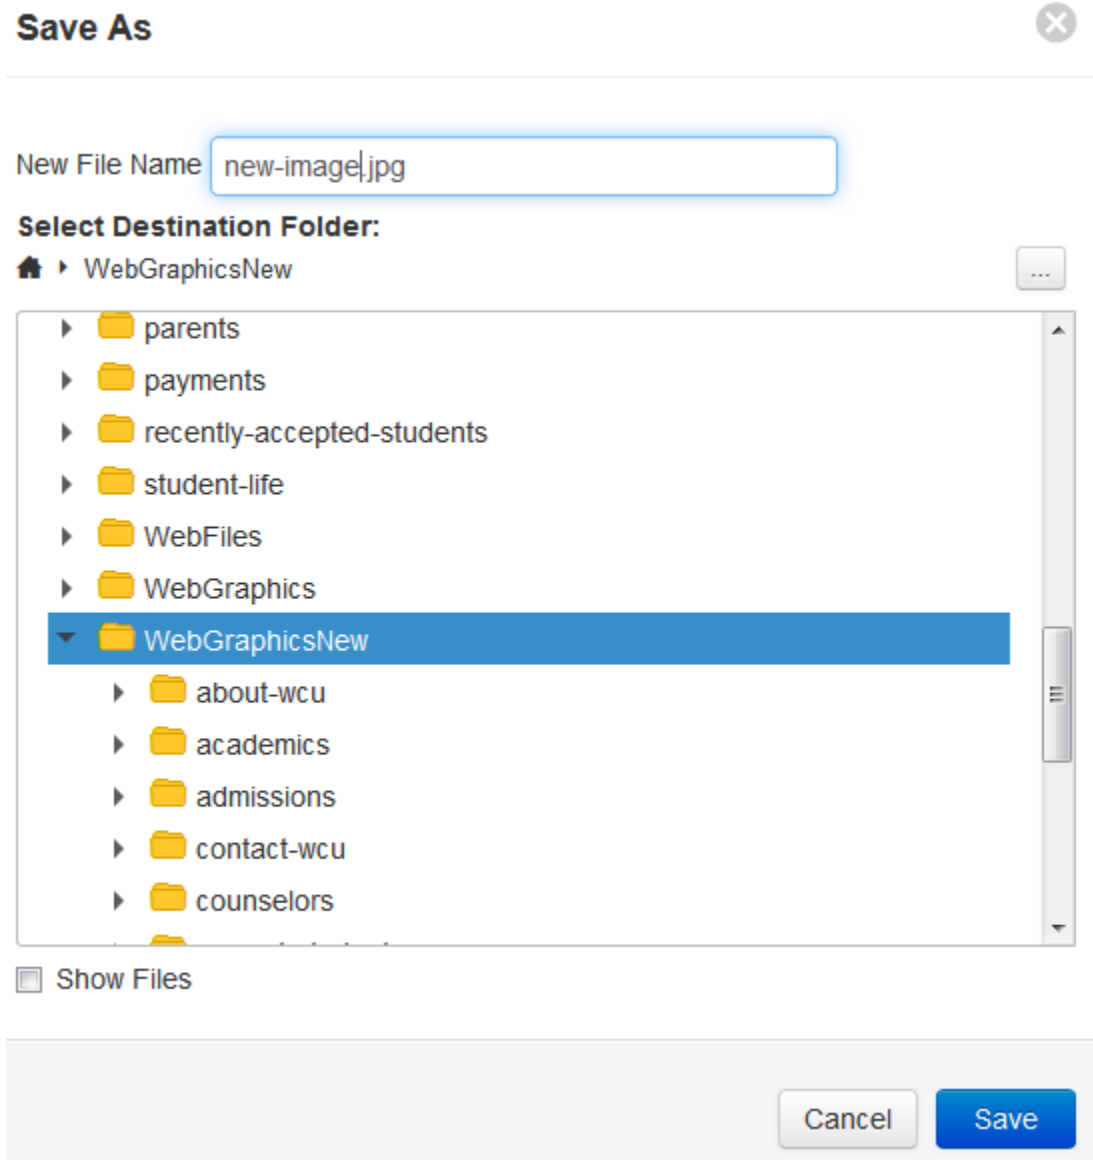 Save As
New File Name new-image.jpg
Select Destination Folder:
WebGraphicsNew ...
parents
payments
recently-accepted-students
student-life
WebFiles
WebGraphics
WebGraphicsNew
about-wcu
academics
admissions
contact-wcu
counselors
Show Files
Cancel Save